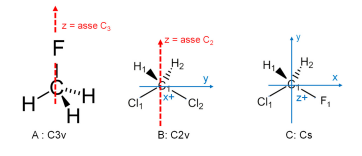 z = asse C3
F
C
H
H
H
A : C3v
z = asse C2
H1
H2
y
C1
x+
Cl1
Cl2
B: C2v
y
H1
H2
x
C1
z+
Cl1
F1
C: Cs